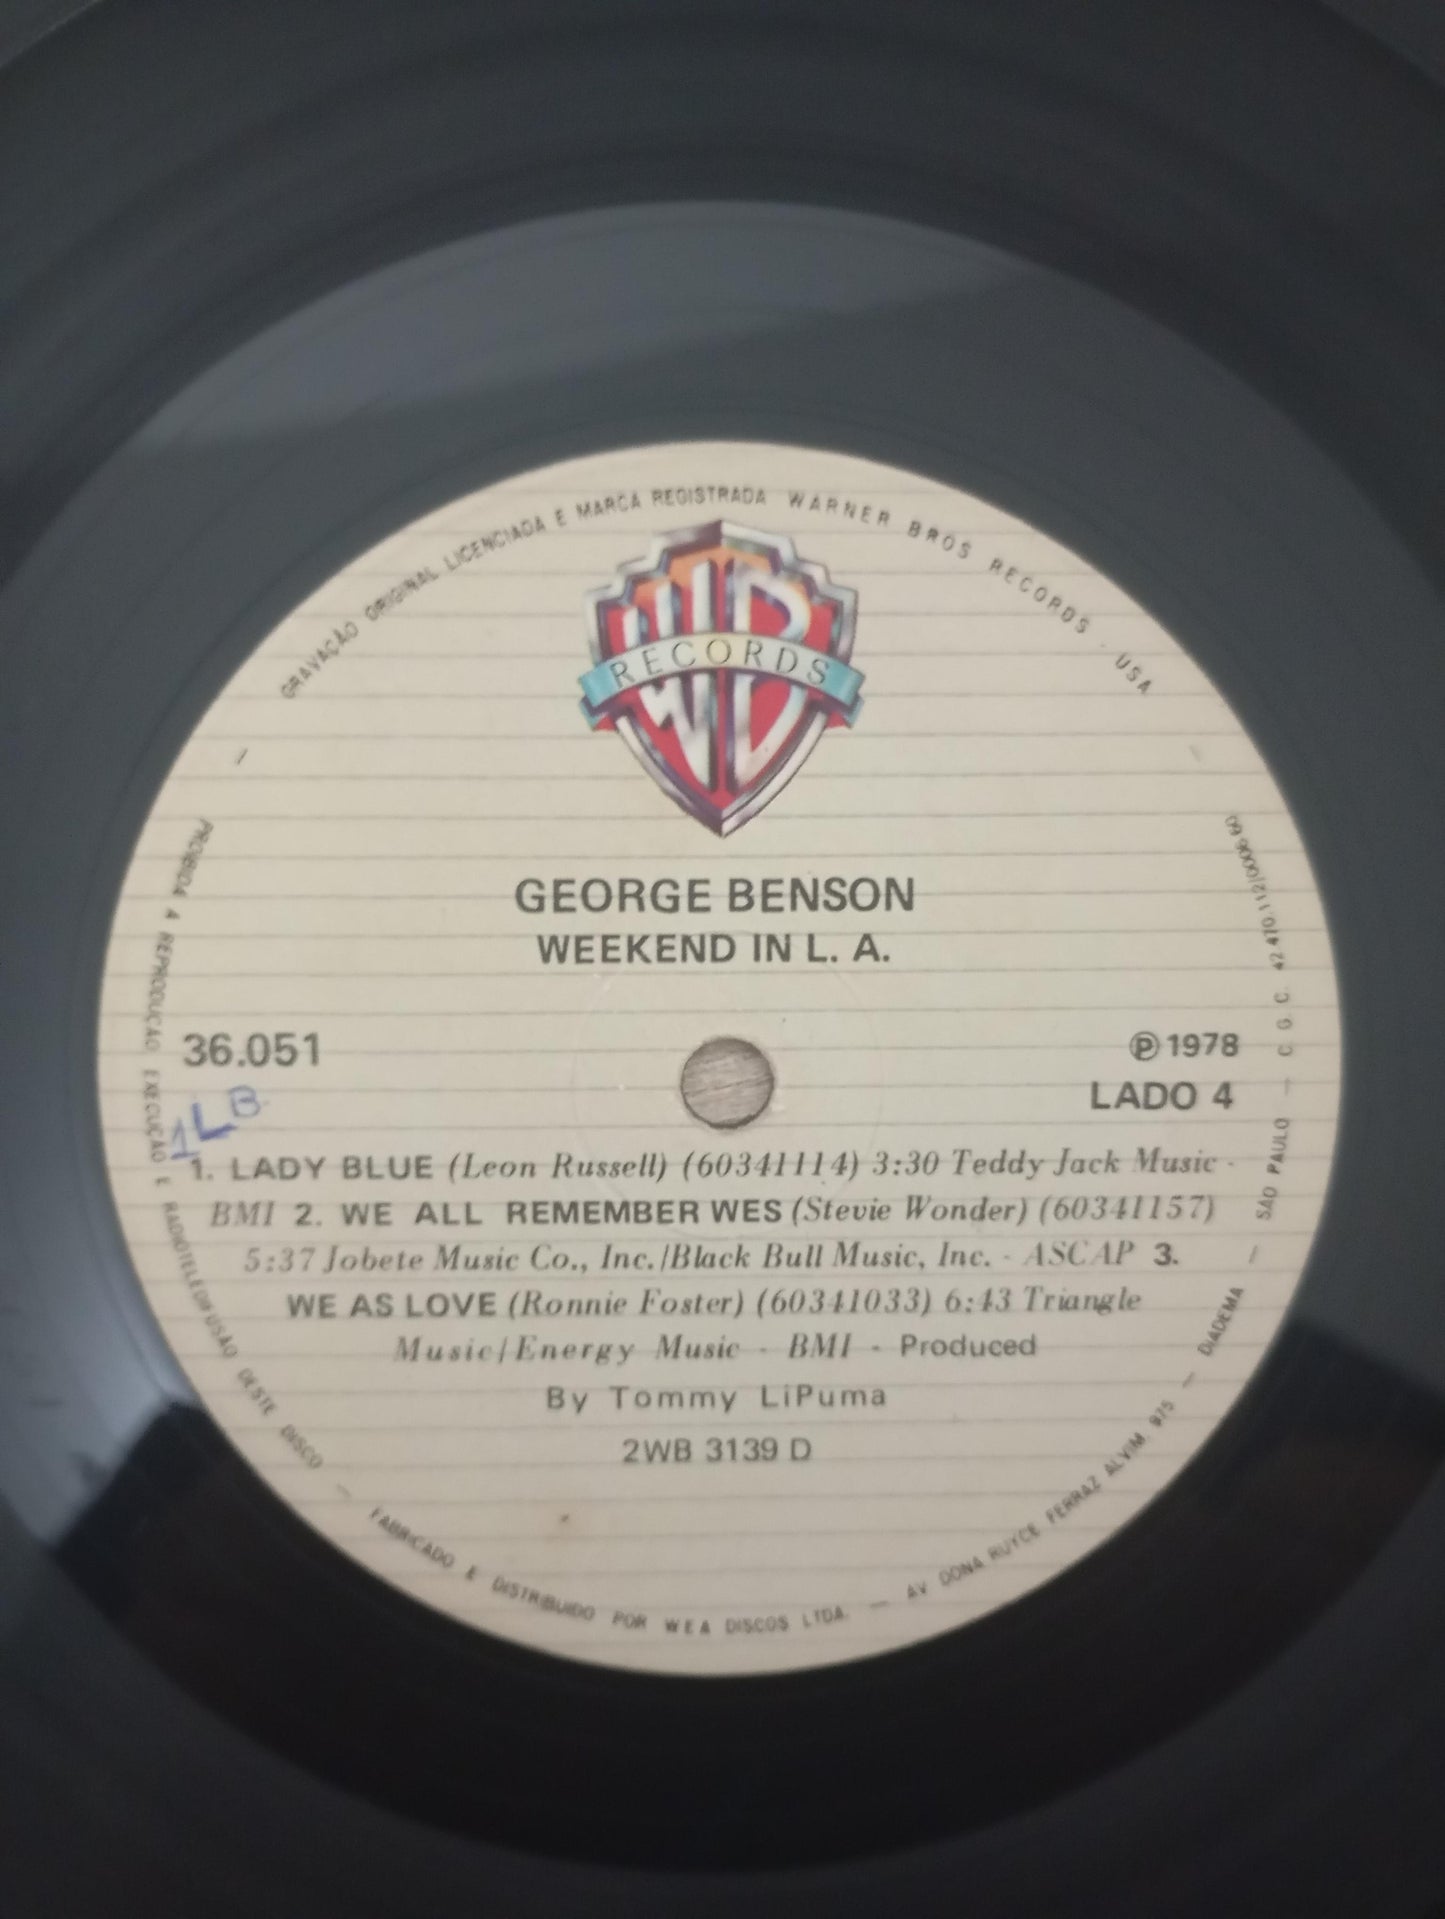 GRAVAÇÃO ORIGINAL LICENCIADA E MARCA REGISTRADA WARNER BROS RECORDS - USA
WB
RECORDS
GEORGE BENSON
WEEKEND IN L. A.
36.051
℗ 1978
LADO 4
1LB
1. LADY BLUE (Leon Russell) (60341114) 3:30 Teddy Jack Music -
BMI 2. WE ALL REMEMBER WES (Stevie Wonder) (60341157)
5:37 Jobete Music Co., Inc./Black Bull Music, Inc. - ASCAP 3.
WE AS LOVE (Ronnie Foster) (60341033) 6:43 Triangle
Music/Energy Music - BMI - Produced
By Tommy LiPuma
2WB 3139 D
PROIBIDA A REPRODUÇÃO EXECUÇÃO E RADIOTELEDIFUSÃO DESTE DISCO — FABRICADO E DISTRIBUIDO POR WEA DISCOS LTDA. — AV DONA RUYCE FERRAZ ALVIM, 975 — DIADEMA — SÃO PAULO — C. G. C. 42.470.112/0006-60